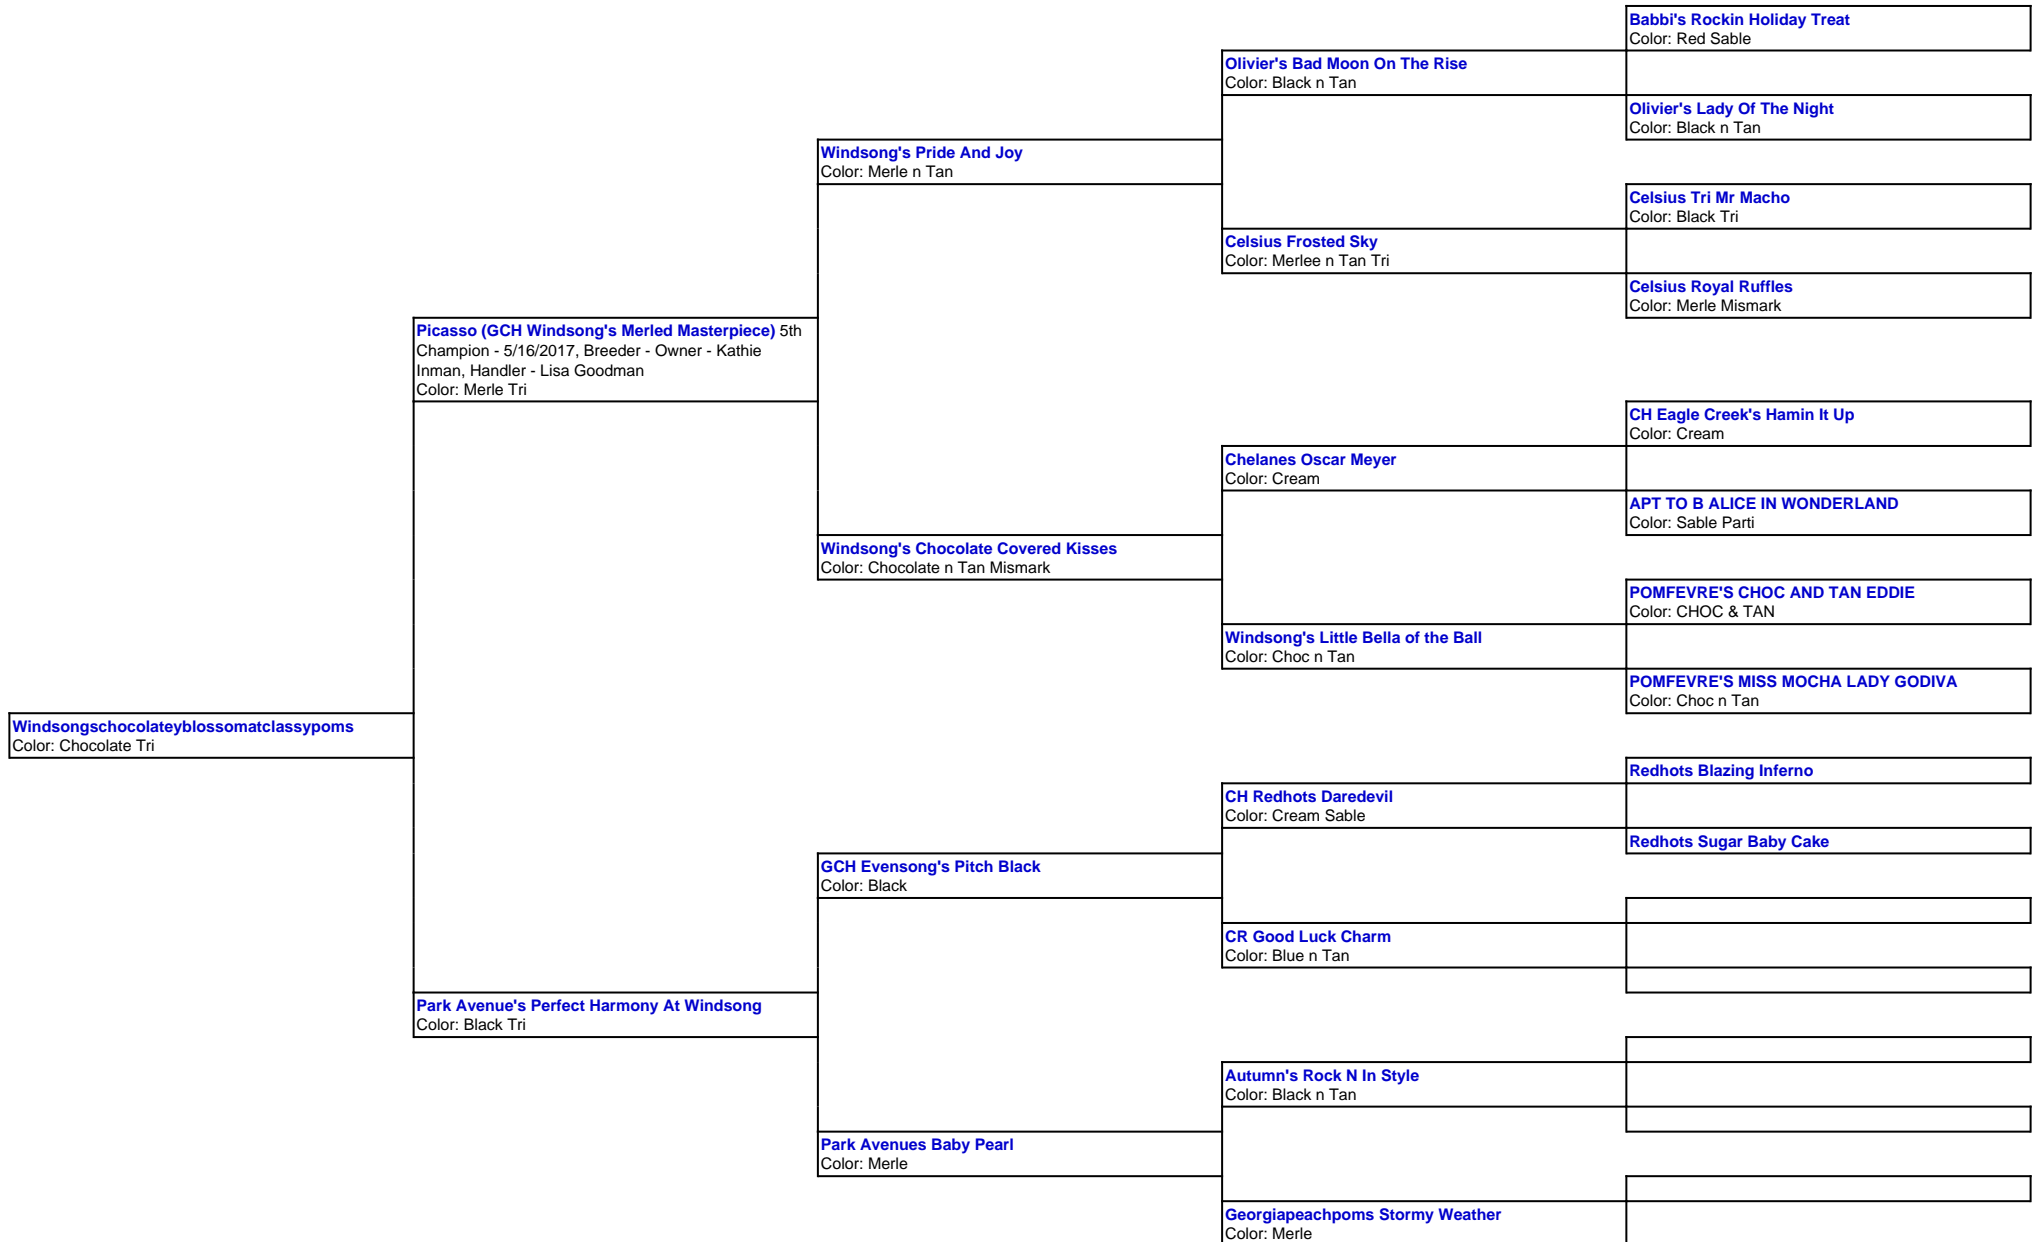 Babbi's Rockin Holiday Treat
Color: Red Sable
Olivier's Bad Moon On The Rise
Color: Black n Tan
Olivier's Lady Of The Night
Color: Black n Tan
Windsong's Pride And Joy
Color: Merle n Tan
Celsius Tri Mr Macho
Color: Black Tri
Celsius Frosted Sky
Color: Merlee n Tan Tri
Celsius Royal Ruffles
Color: Merle Mismark
Picasso (GCH Windsong's Merled Masterpiece) 5th
Champion - 5/16/2017, Breeder - Owner - Kathie
Inman, Handler - Lisa Goodman
Color: Merle Tri
CH Eagle Creek's Hamin It Up
Color: Cream
Chelanes Oscar Meyer
Color: Cream
APT TO B ALICE IN WONDERLAND
Color: Sable Parti
Windsong's Chocolate Covered Kisses
Color: Chocolate n Tan Mismark
POMFEVRE'S CHOC AND TAN EDDIE
Color: CHOC & TAN
Windsong's Little Bella of the Ball
Color: Choc n Tan
POMFEVRE'S MISS MOCHA LADY GODIVA
Color: Choc n Tan
Windsongschocolateyblossomatclassypoms
Color: Chocolate Tri
Redhots Blazing Inferno
CH Redhots Daredevil
Color: Cream Sable
Redhots Sugar Baby Cake
GCH Evensong's Pitch Black
Color: Black
CR Good Luck Charm
Color: Blue n Tan
Park Avenue's Perfect Harmony At Windsong
Color: Black Tri
Autumn's Rock N In Style
Color: Black n Tan
Park Avenues Baby Pearl
Color: Merle
Georgiapeachpoms Stormy Weather
Color: Merle